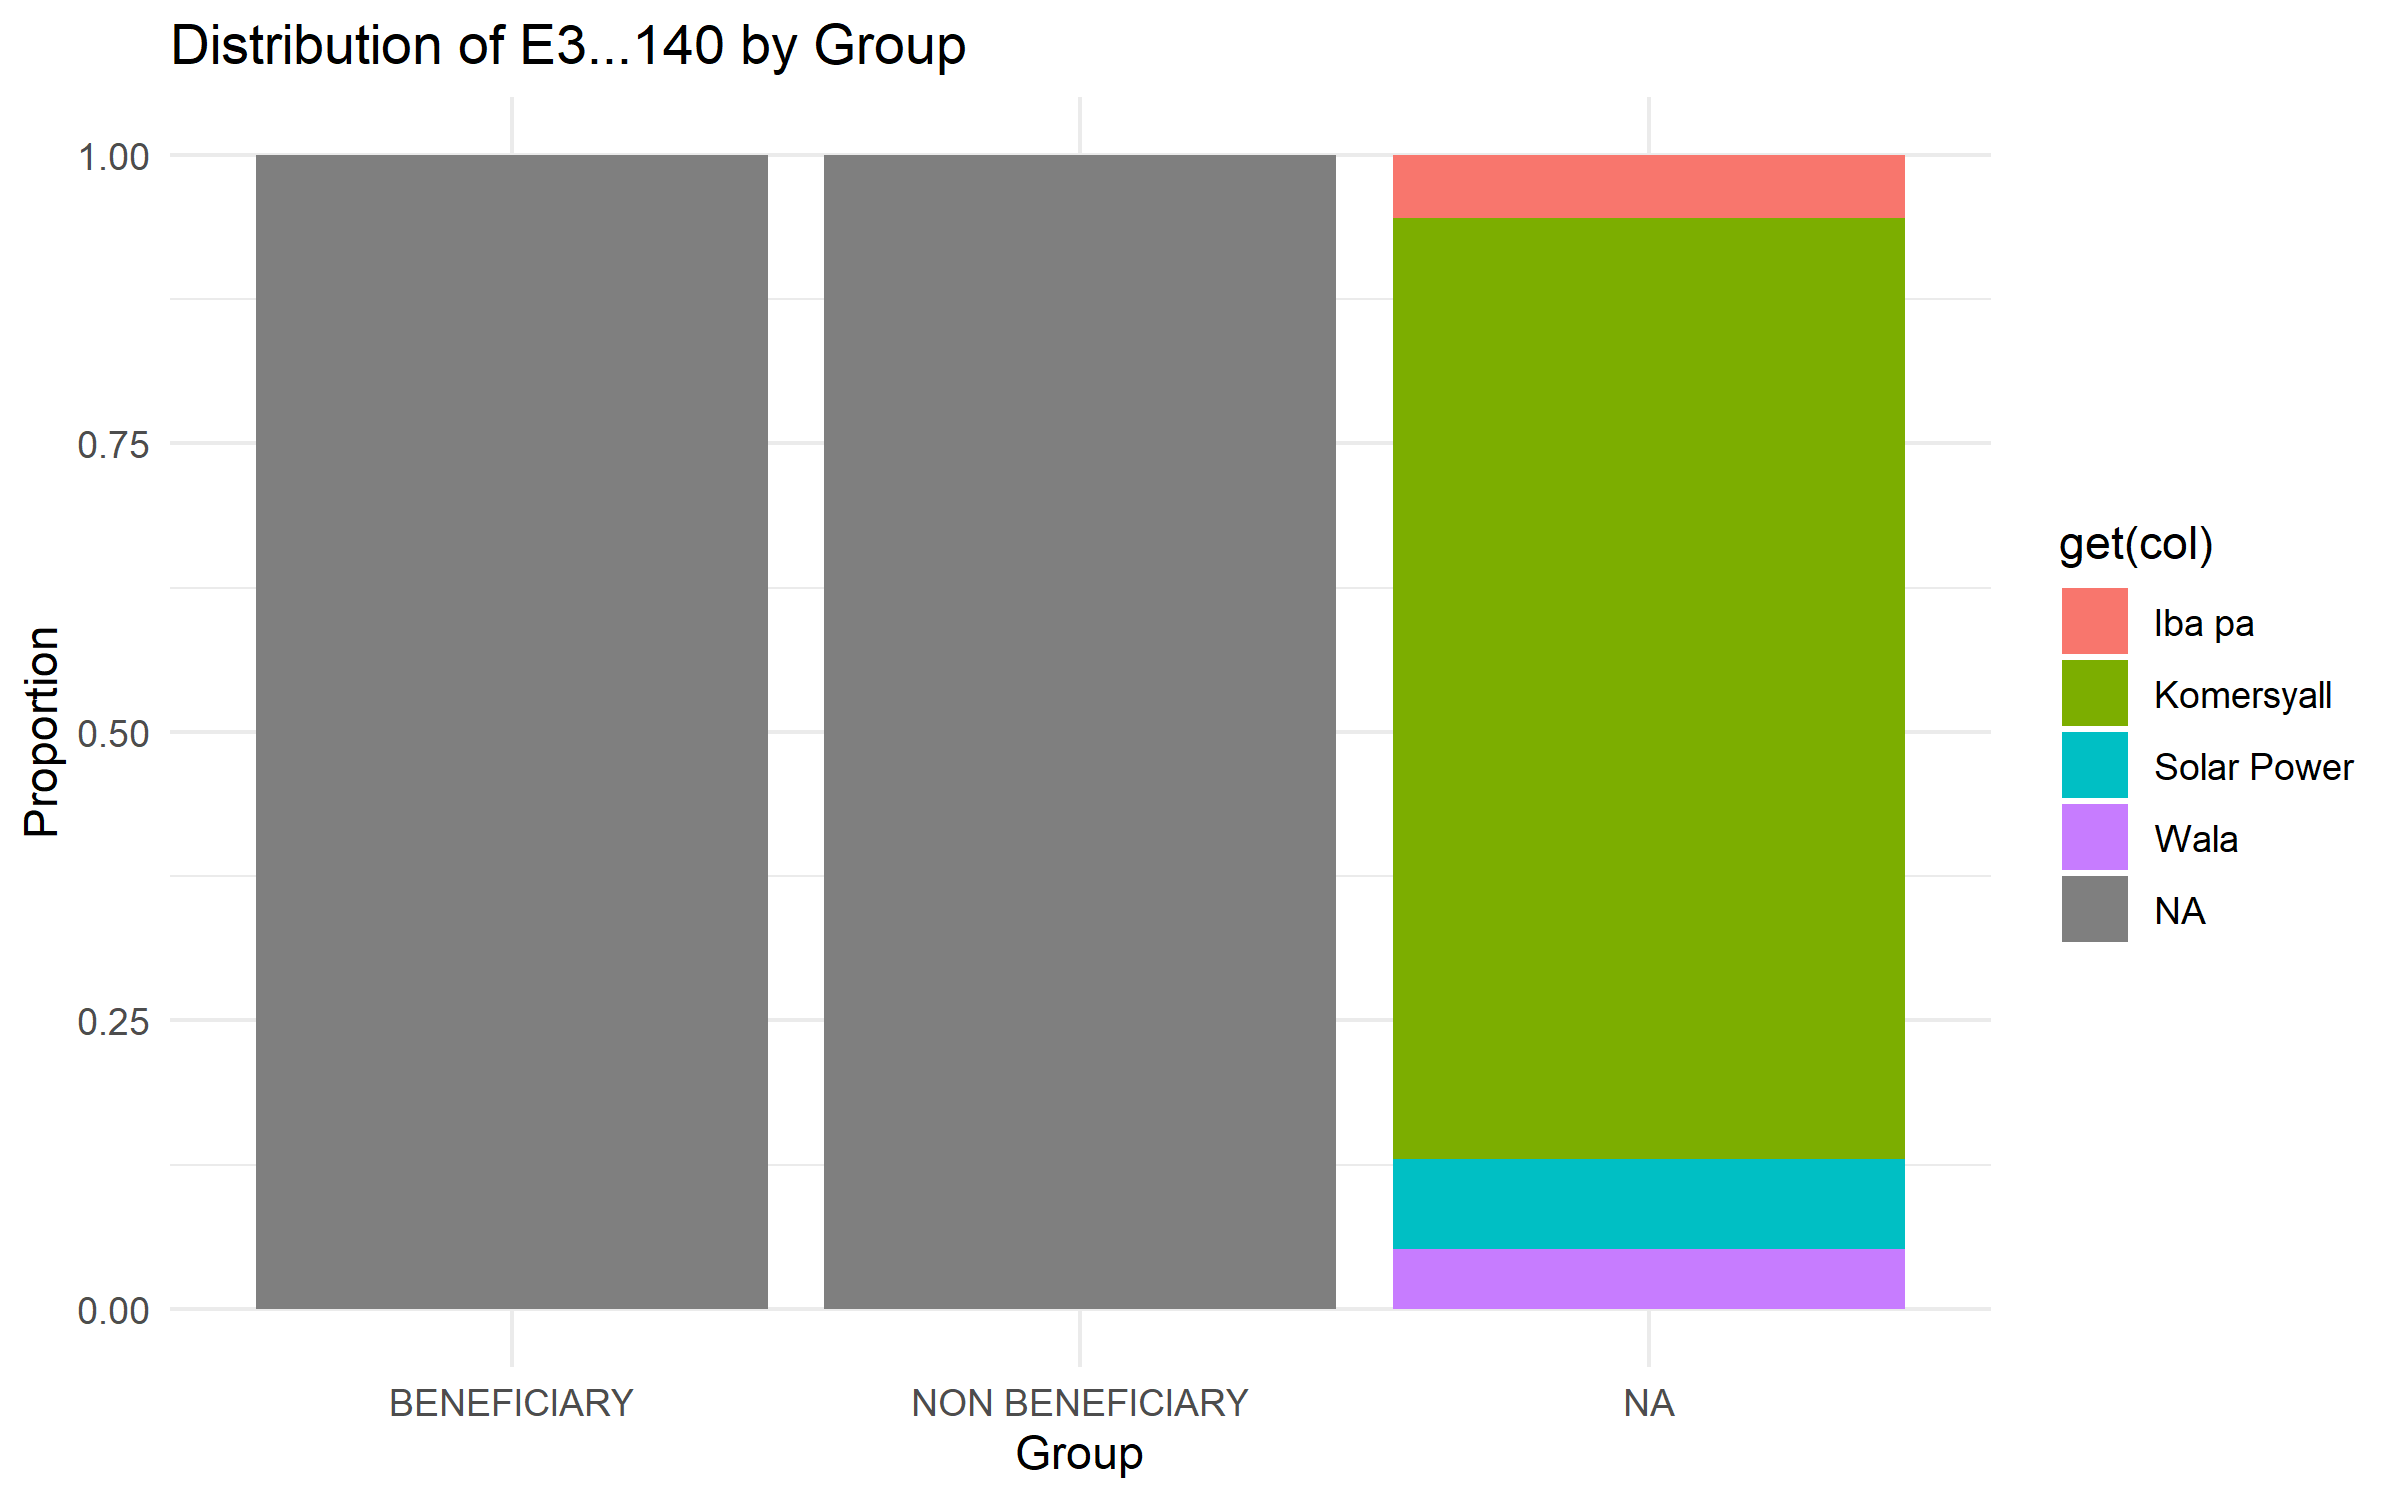 Distribution of E3...140 by Group
1.00
0.75
0.50
0.25
0.00
Proportion
BENEFICIARY
NON BENEFICIARY
NA
Group
get(col)
Iba pa
Komersyall
Solar Power
Wala
NA